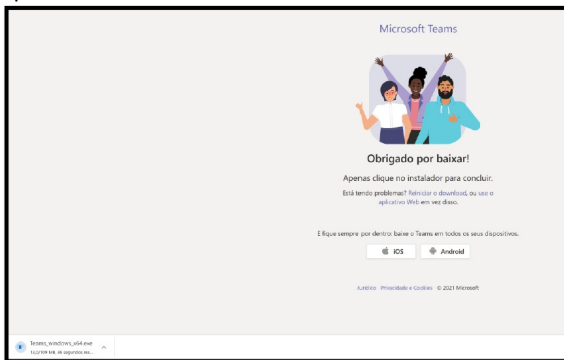 Microsoft Teams
Obrigado por baixar!
Apenas clique no instalador para concluir.
Está tendo problemas? Reiniciar o download, ou use o
aplicativo Web em vez disso.
E fique sempre por dentro: baixe o Teams em todos os seus dispositivos.
iOS
Android
Jurídico Privacidade e Cookies © 2021 Microsoft
Teams_windows_x64.exe
MB, segundos